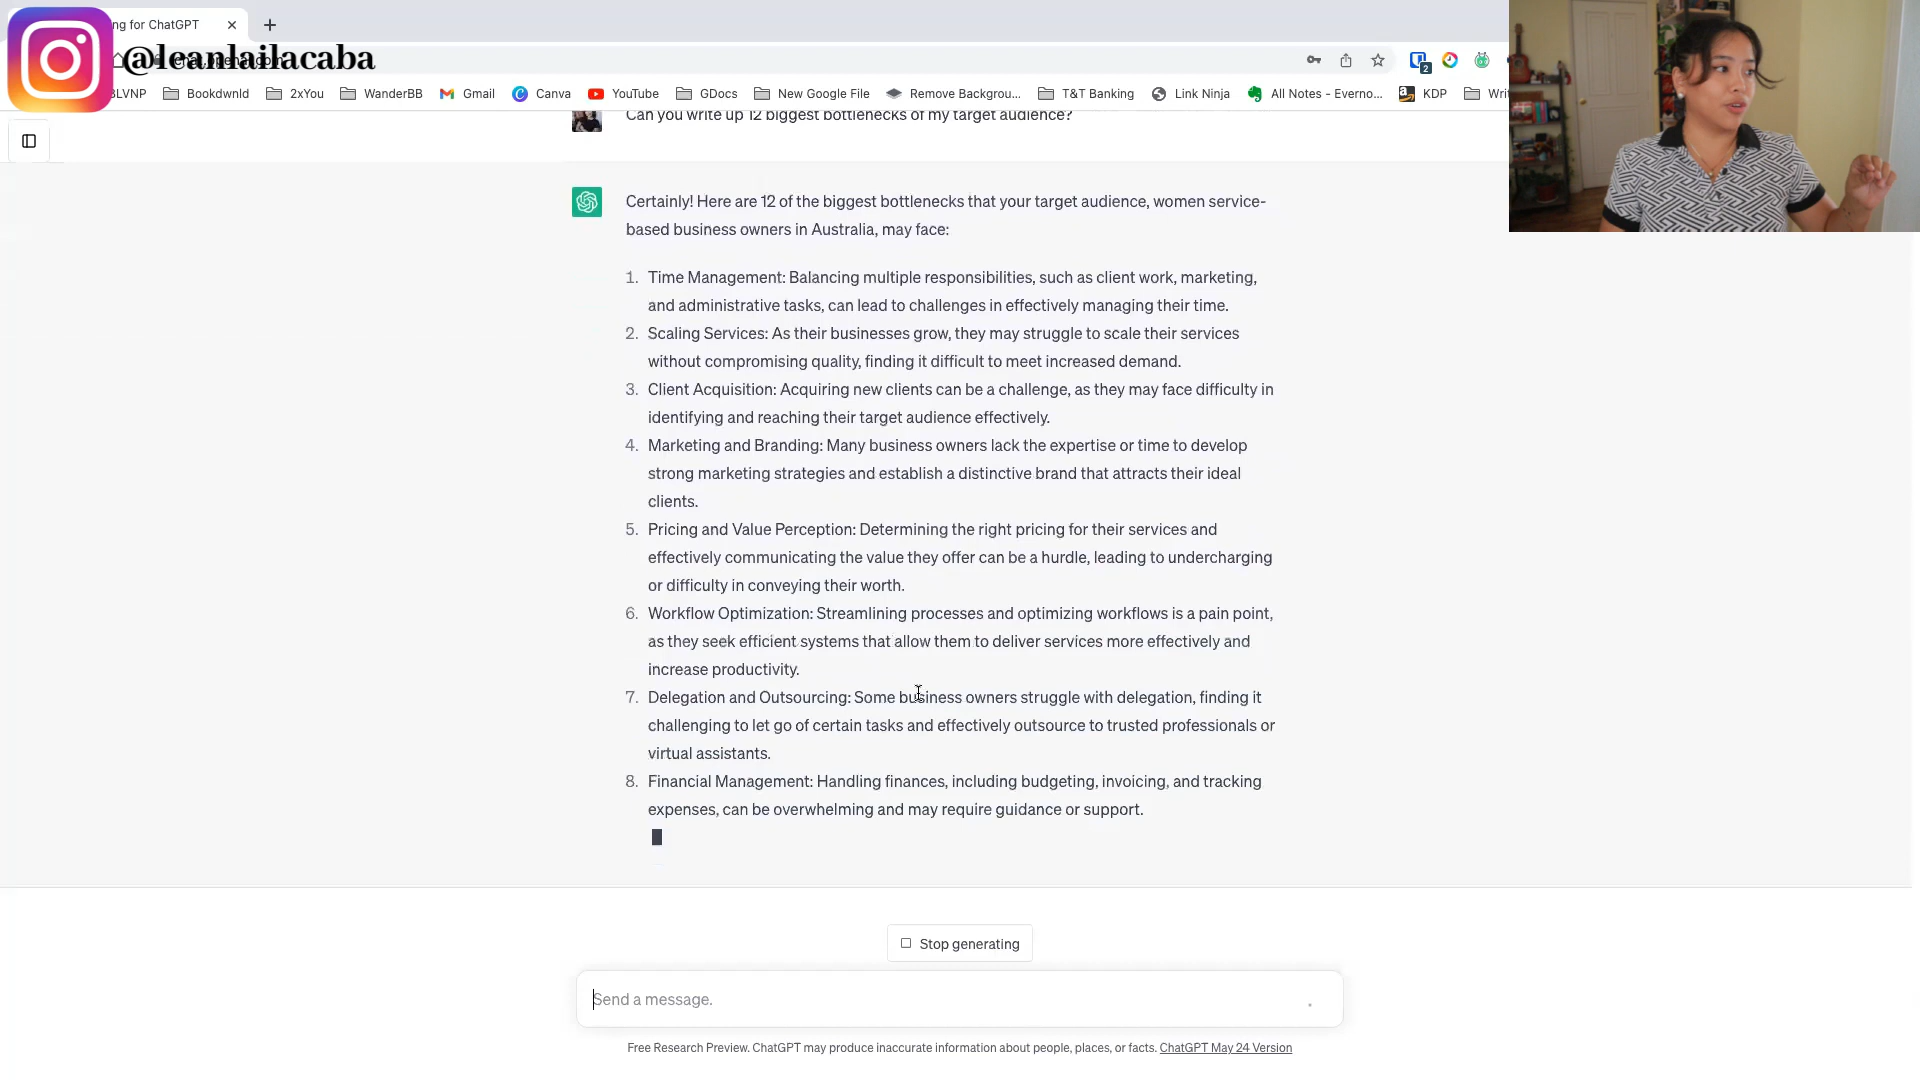 ng for ChatGPT
@leanlailacaba
BLVNP
Bookdwnld
2xYou
WanderBB
Gmail
Canva
YouTube
GDocs
New Google File
Remove Backgrou...
T&T Banking
Link Ninja
All Notes - Everno...
KDP
2
Can you write up 12 biggest bottlenecks of my target audience?
Certainly! Here are 12 of the biggest bottlenecks that your target audience, women service-
based business owners in Australia, may face:
1. Time Management: Balancing multiple responsibilities, such as client work, marketing,
and administrative tasks, can lead to challenges in effectively managing their time.
2. Scaling Services: As their businesses grow, they may struggle to scale their services
without compromising quality, finding it difficult to meet increased demand.
3. Client Acquisition: Acquiring new clients can be a challenge, as they may face difficulty in
identifying and reaching their target audience effectively.
4. Marketing and Branding: Many business owners lack the expertise or time to develop
strong marketing strategies and establish a distinctive brand that attracts their ideal
clients.
5. Pricing and Value Perception: Determining the right pricing for their services and
effectively communicating the value they offer can be a hurdle, leading to undercharging
or difficulty in conveying their worth.
6. Workflow Optimization: Streamlining processes and optimizing workflows is a pain point,
as they seek efficient systems that allow them to deliver services more effectively and
increase productivity.
7. Delegation and Outsourcing: Some business owners struggle with delegation, finding it
challenging to let go of certain tasks and effectively outsource to trusted professionals or
virtual assistants.
8. Financial Management: Handling finances, including budgeting, invoicing, and tracking
expenses, can be overwhelming and may require guidance or support.
Stop generating
Send a message.
Free Research Preview. ChatGPT may produce inaccurate information about people, places, or facts. ChatGPT May 24 Version